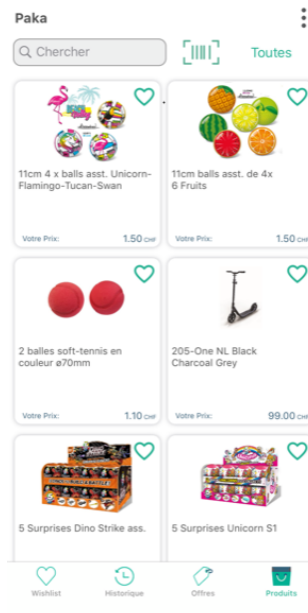 Paka
Chercher
Toutes
11cm 4 x balls asst. Unicorn-
Flamingo-Tucan-Swan
Votre Prix: 1.50 CHF
11cm balls asst. de 4x
6 Fruits
Votre Prix: 1.50 CHF
2 balles soft-tennis en
couleur ø70mm
Votre Prix: 1.10 CHF
205-One NL Black
Charcoal Grey
Votre Prix: 99.00 CHF
5 Surprises Dino Strike ass.
5 Surprises Unicorn S1
Wishlist
Historique
Offres
Produits